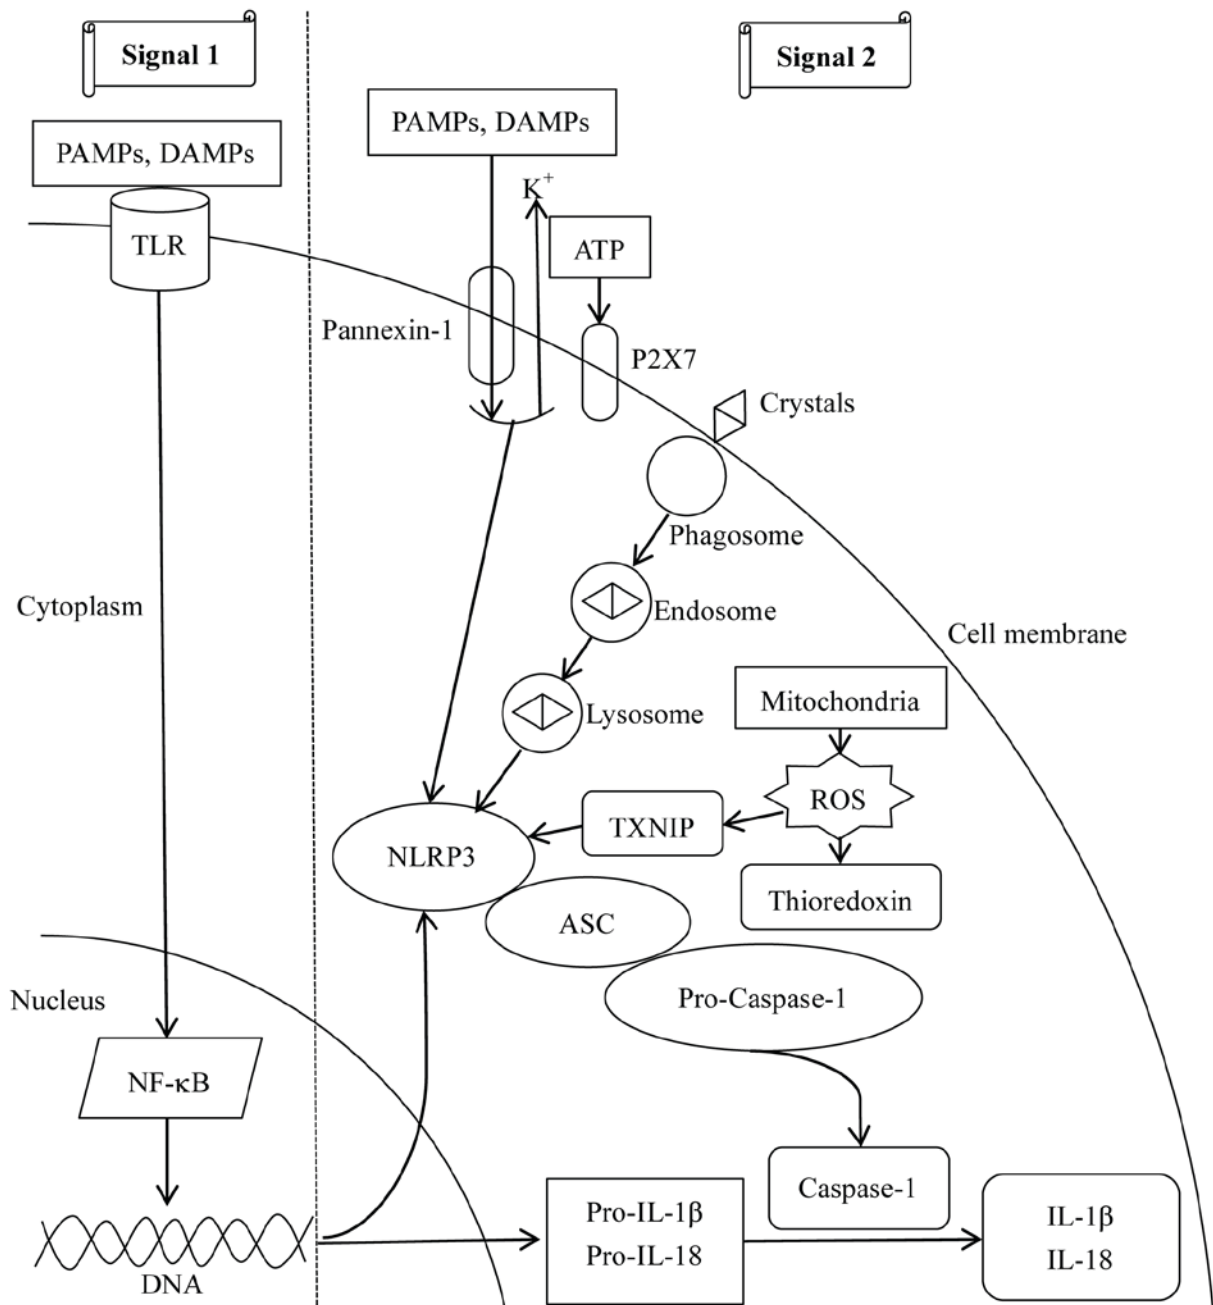 Signal 1
Signal 2
PAMPs, DAMPs
PAMPs, DAMPs
K+
TLR
ATP
Pannexin-1
P2X7
Crystals
Phagosome
Cytoplasm
Endosome
Cell membrane
Mitochondria
Lysosome
ROS
TXNIP
NLRP3
Thioredoxin
ASC
Pro-Caspase-1
Nucleus
NF-κB
Caspase-1
Pro-IL-1β
Pro-IL-18
IL-1β
IL-18
DNA